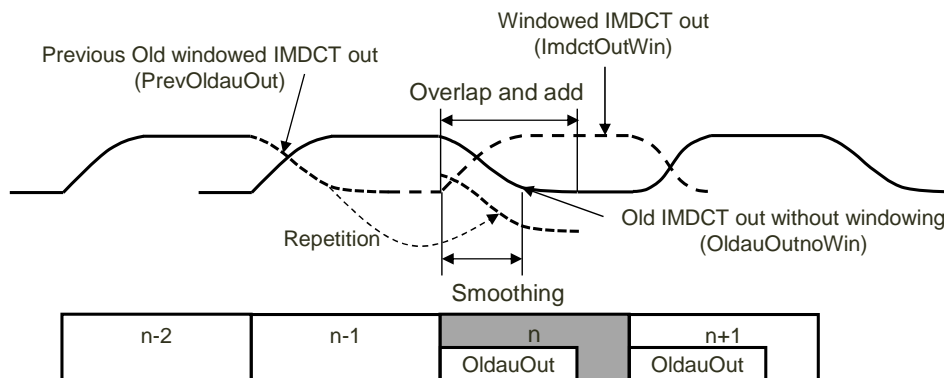 Windowed IMDCT out
(ImdctOutWin)
Previous Old windowed IMDCT out
(PrevOldauOut)
Overlap and add
Repetition
Old IMDCT out without windowing
(OldauOutnoWin)
Smoothing
n-2
n-1
n
n+1
OldauOut
OldauOut